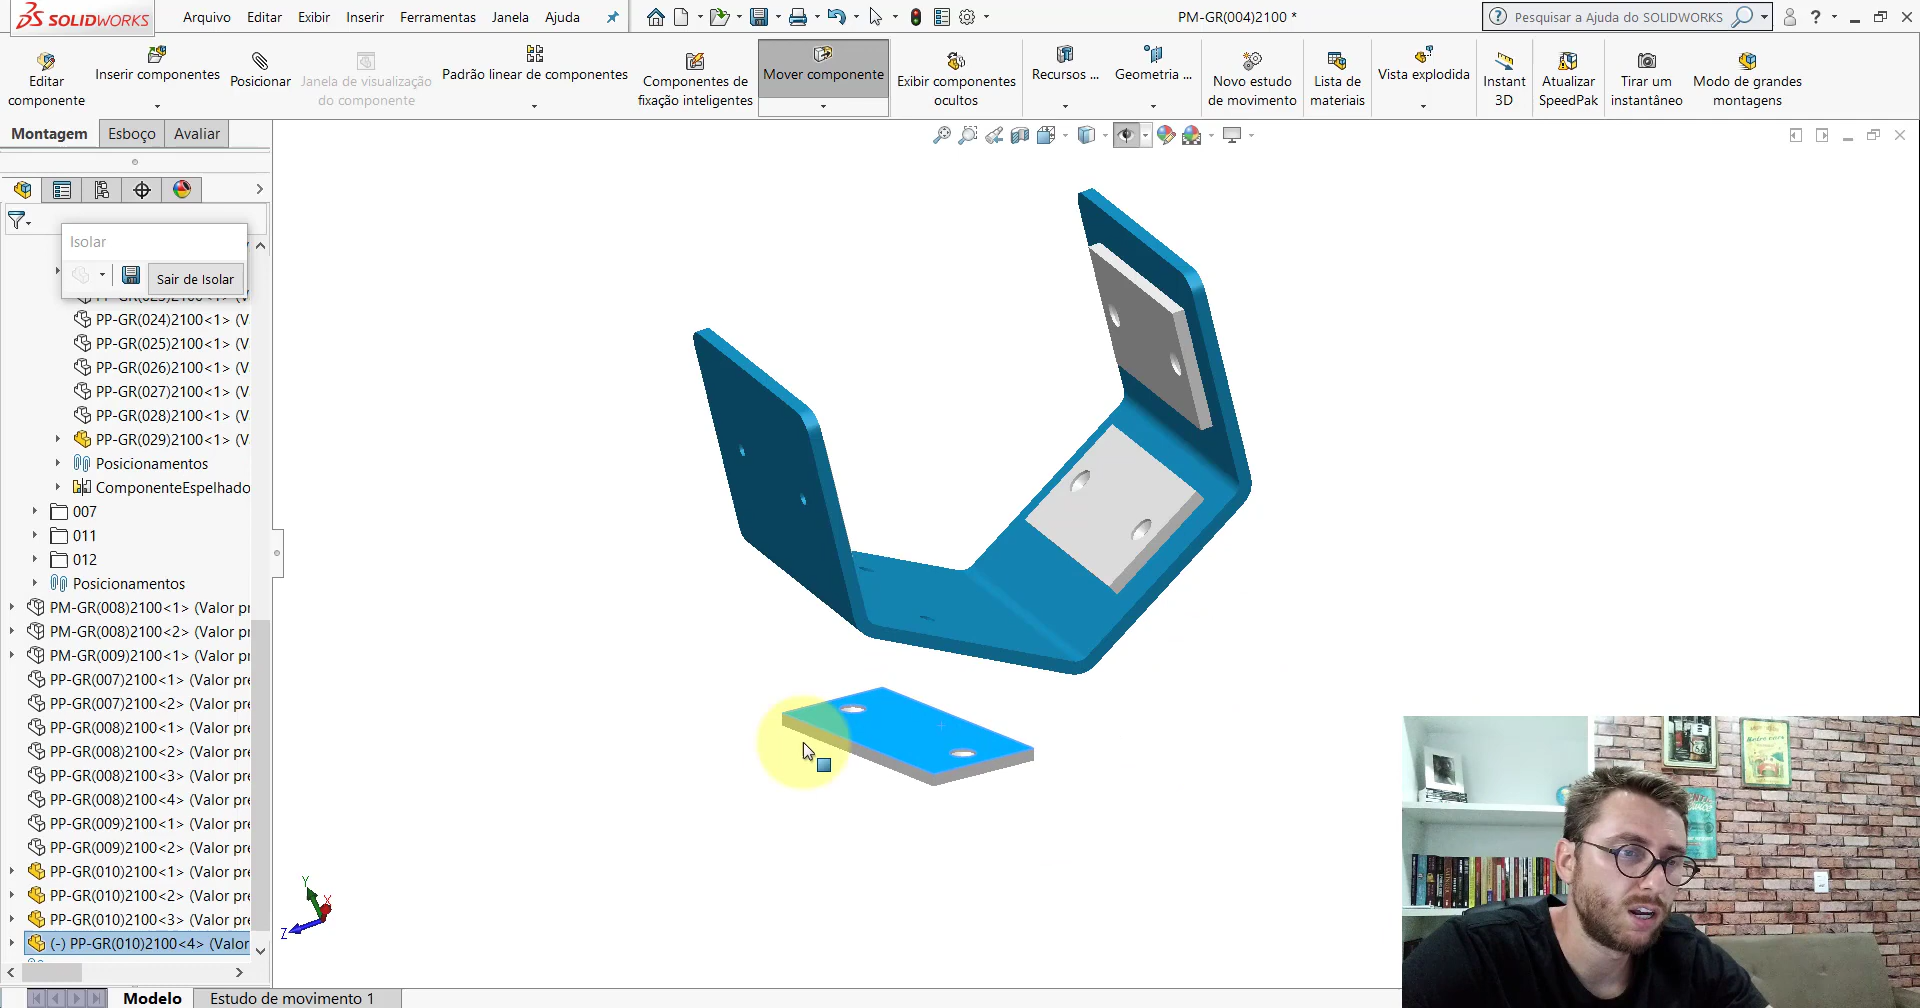 SOLIDWORKS
Arquivo Editar Exibir Inserir Ferramentas Janela Ajuda
PM-GR(004)2100 *
Pesquisar a Ajuda do SOLIDWORKS
Editar componente
Inserir componentes
Posicionar
Janela de visualização do componente
Padrão linear de componentes
Componentes de fixação inteligentes
Mover componente
Exibir componentes ocultos
Recursos ...
Geometria ...
Novo estudo de movimento
Lista de materiais
Vista explodida
Instant 3D
Atualizar SpeedPak
Tirar um instantâneo
Modo de grandes montagens
Montagem Esboço Avaliar
Isolar
Sair de Isolar
PP-GR(024)2100<1> (V
PP-GR(025)2100<1> (V
PP-GR(026)2100<1> (V
PP-GR(027)2100<1> (V
PP-GR(028)2100<1> (V
PP-GR(029)2100<1> (V
Posicionamentos
ComponenteEspelhado
007
011
012
Posicionamentos
PM-GR(008)2100<1> (Valor pr
PM-GR(008)2100<2> (Valor pr
PM-GR(009)2100<1> (Valor pr
PP-GR(007)2100<1> (Valor pre
PP-GR(007)2100<2> (Valor pre
PP-GR(008)2100<1> (Valor pre
PP-GR(008)2100<2> (Valor pre
PP-GR(008)2100<3> (Valor pre
PP-GR(008)2100<4> (Valor pre
PP-GR(009)2100<1> (Valor pre
PP-GR(009)2100<2> (Valor pre
PP-GR(010)2100<1> (Valor pre
PP-GR(010)2100<2> (Valor pre
PP-GR(010)2100<3> (Valor pre
(-) PP-GR(010)2100<4> (Valor
Y
X
Z
Modelo Estudo de movimento 1